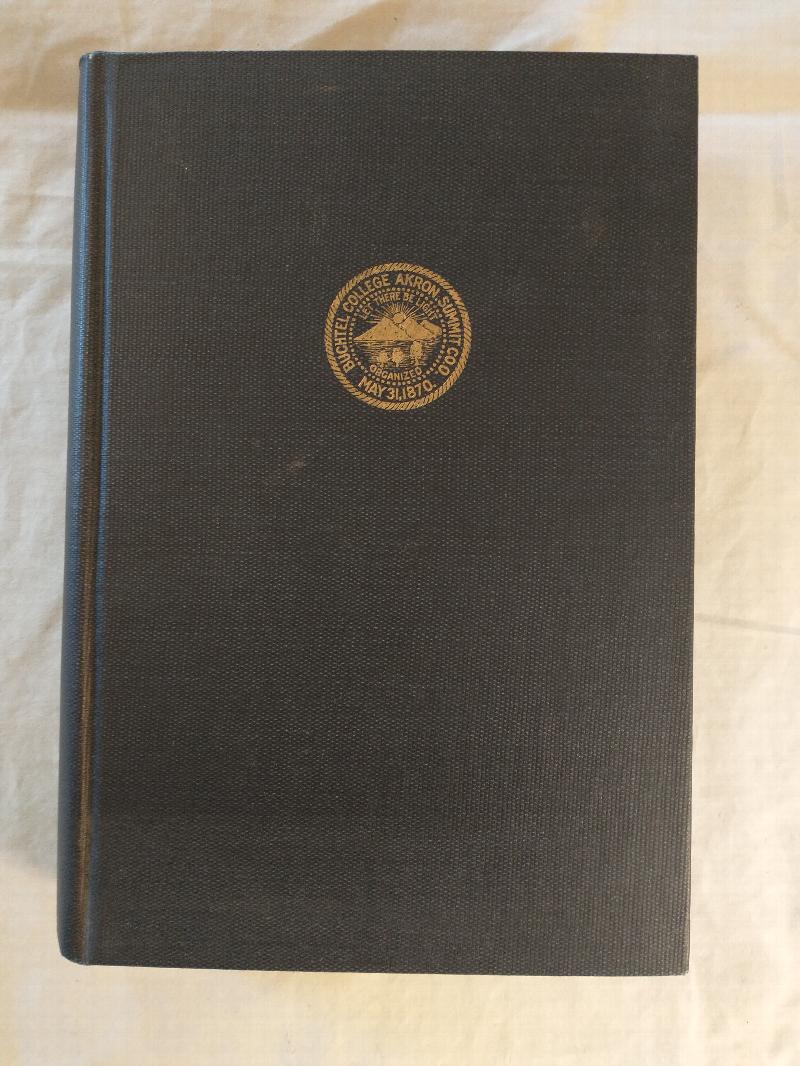 BUCHTEL COLLEGE AKRON, SUMMIT CO.O.
LET THERE BE LIGHT
ORGANIZED
MAY 31,1870.